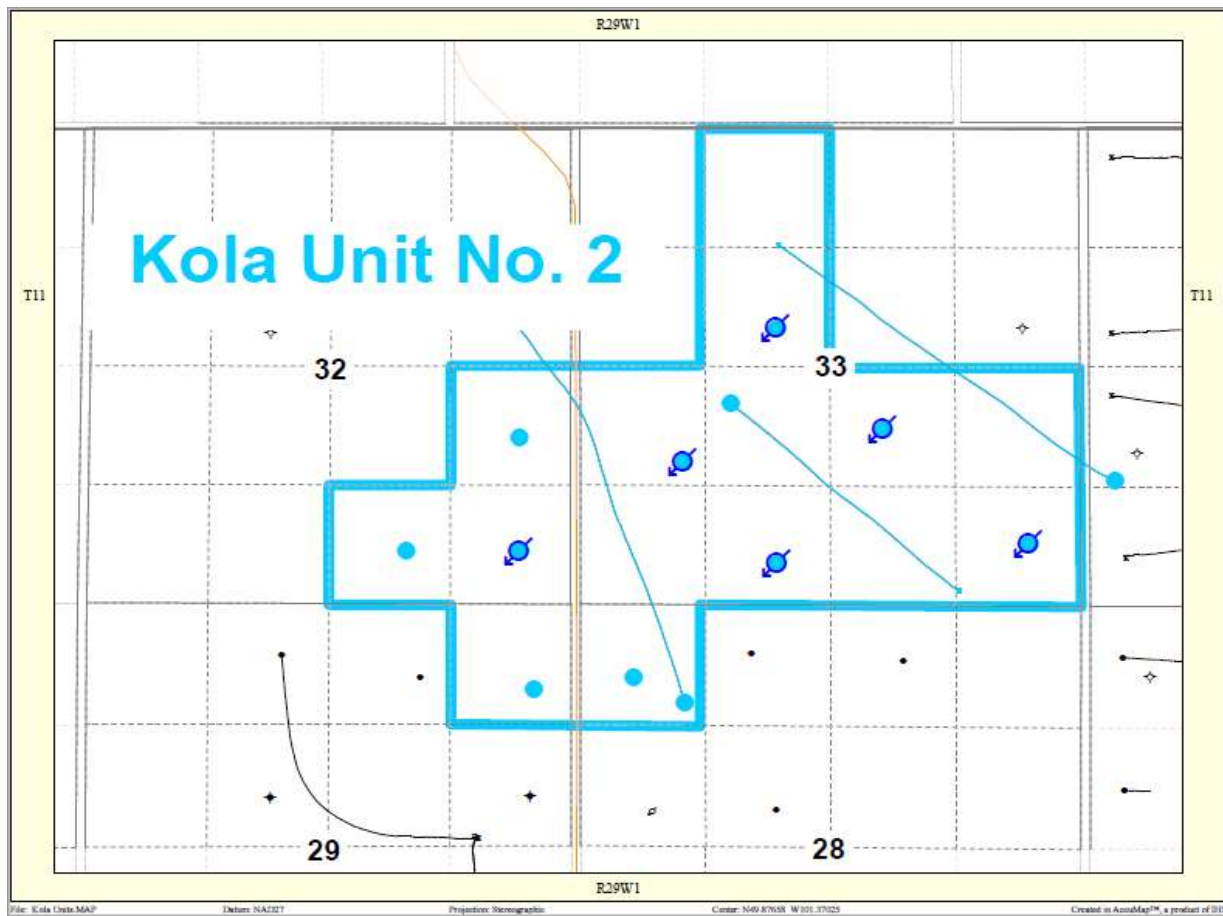 R29W1
Kola Unit No. 2
T11
T11
32
33
29
28
R29W1
File: Kola Units.MAP Datum: NAD27 Projection: Stereographic Center: N49.87658 W101.37025 Created in AccuMap™, a product of